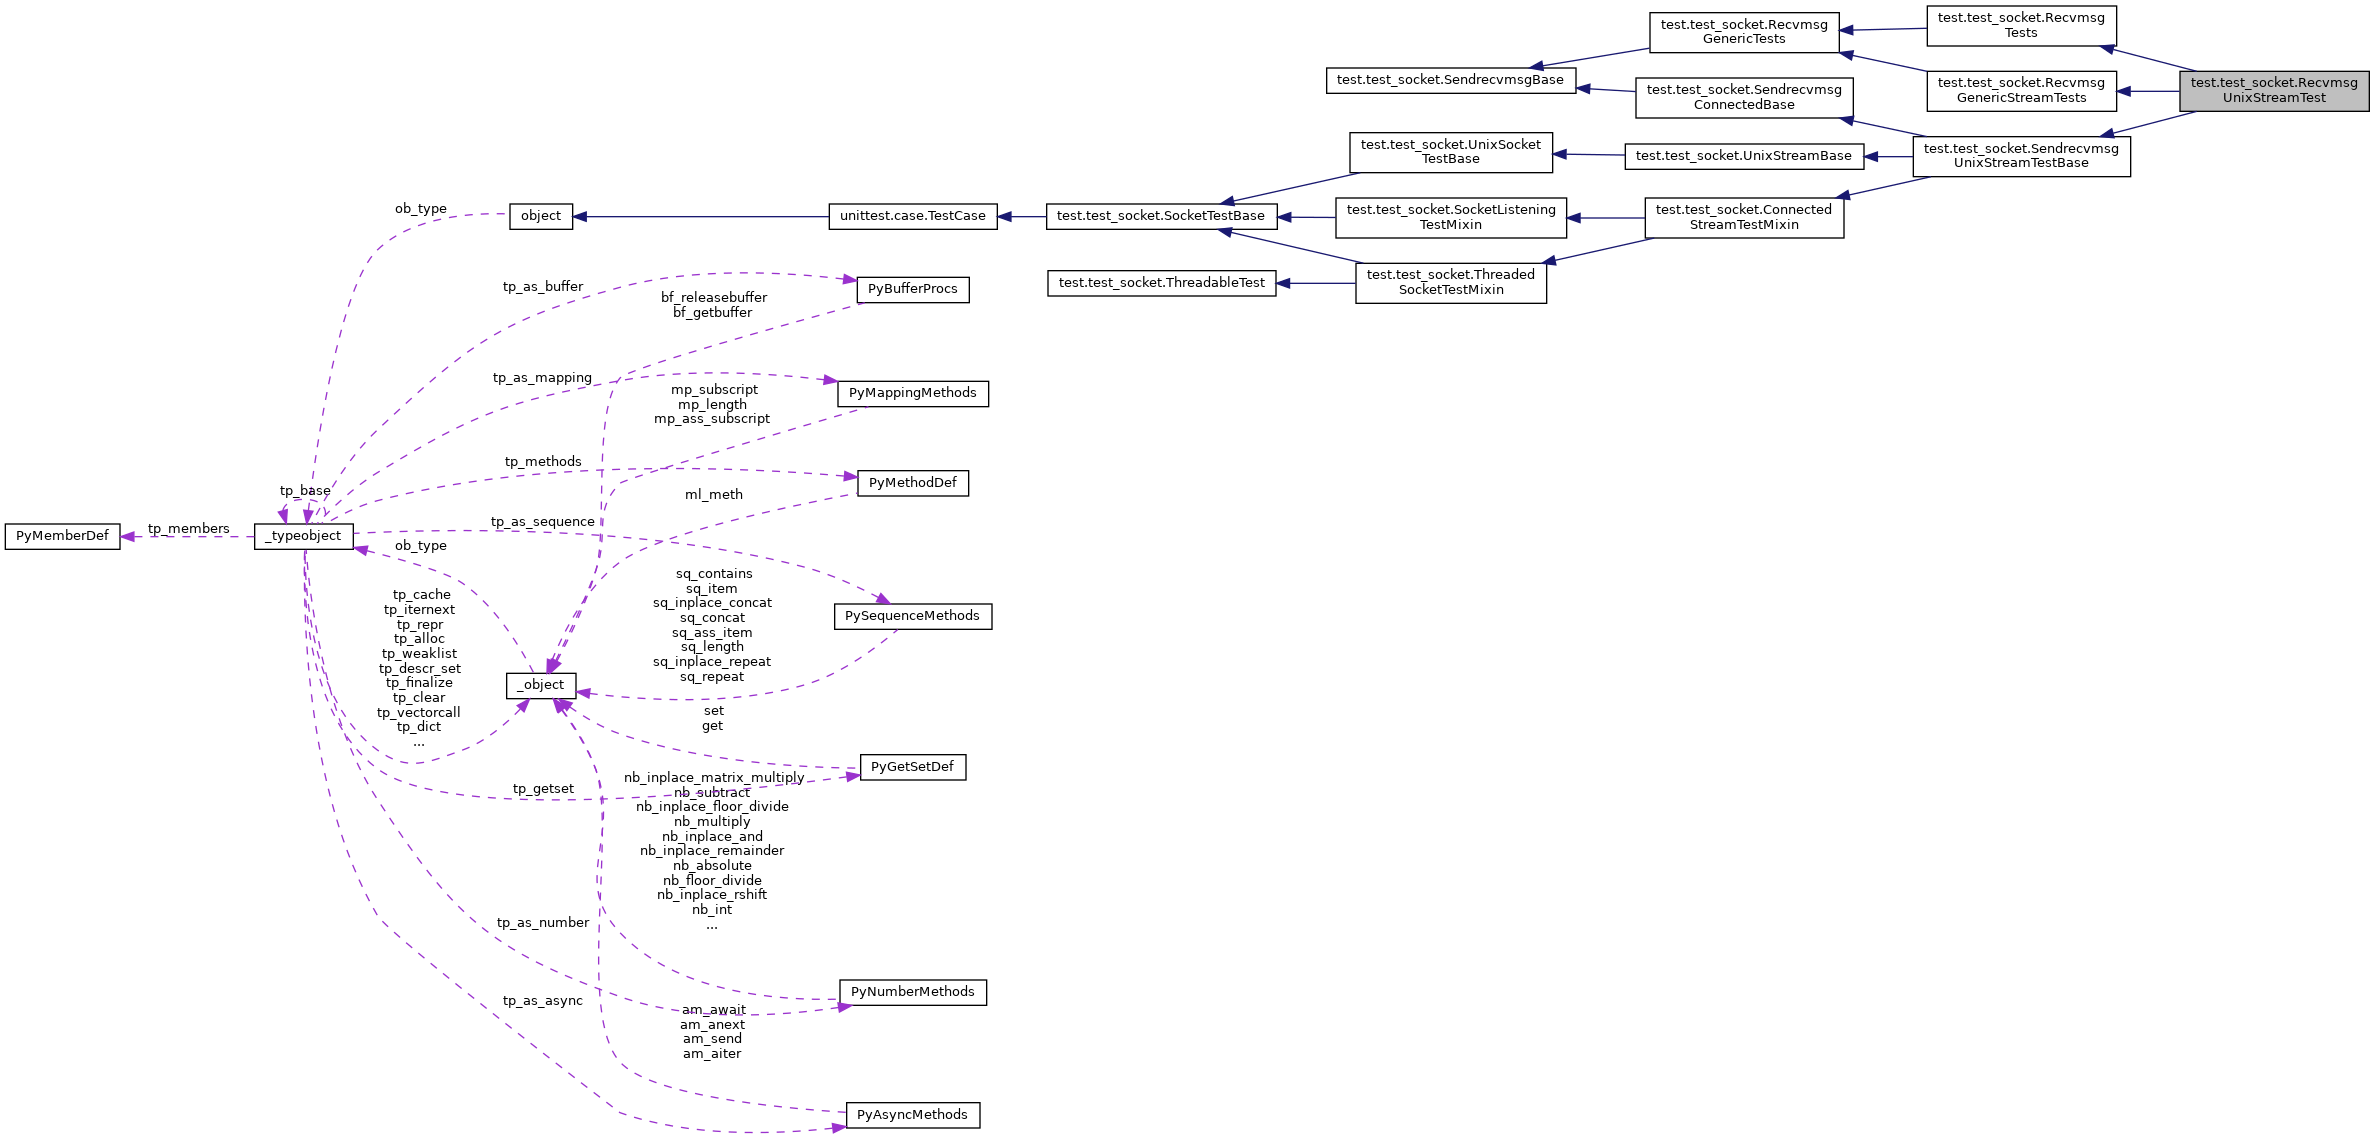 test.test_socket.Recvmsg
Tests
test.test_socket.Recvmsg
GenericTests
test.test_socket.SendrecvmsgBase
test.test_socket.Recvmsg
GenericStreamTests
test.test_socket.Recvmsg
UnixStreamTest
test.test_socket.Sendrecvmsg
ConnectedBase
test.test_socket.UnixSocket
TestBase
test.test_socket.UnixStreamBase
test.test_socket.Sendrecvmsg
UnixStreamTestBase
ob_type
object
unittest.case.TestCase
test.test_socket.SocketTestBase
test.test_socket.SocketListening
TestMixin
test.test_socket.Connected
StreamTestMixin
test.test_socket.ThreadableTest
test.test_socket.Threaded
SocketTestMixin
tp_as_buffer
PyBufferProcs
bf_releasebuffer
bf_getbuffer
tp_as_mapping
PyMappingMethods
mp_subscript
mp_length
mp_ass_subscript
tp_methods
PyMethodDef
ml_meth
tp_base
PyMemberDef
tp_members
_typeobject
tp_as_sequence
ob_type
PySequenceMethods
sq_contains
sq_item
sq_inplace_concat
sq_concat
sq_ass_item
sq_length
sq_inplace_repeat
sq_repeat
tp_cache
tp_iternext
tp_repr
tp_alloc
tp_weaklist
tp_descr_set
tp_finalize
tp_clear
tp_vectorcall
tp_dict
...
_object
set
get
PyGetSetDef
tp_getset
nb_inplace_matrix_multiply
nb_subtract
nb_inplace_floor_divide
nb_multiply
nb_inplace_and
nb_inplace_remainder
nb_absolute
nb_floor_divide
nb_inplace_rshift
nb_int
...
tp_as_number
PyNumberMethods
tp_as_async
am_await
am_anext
am_send
am_aiter
PyAsyncMethods